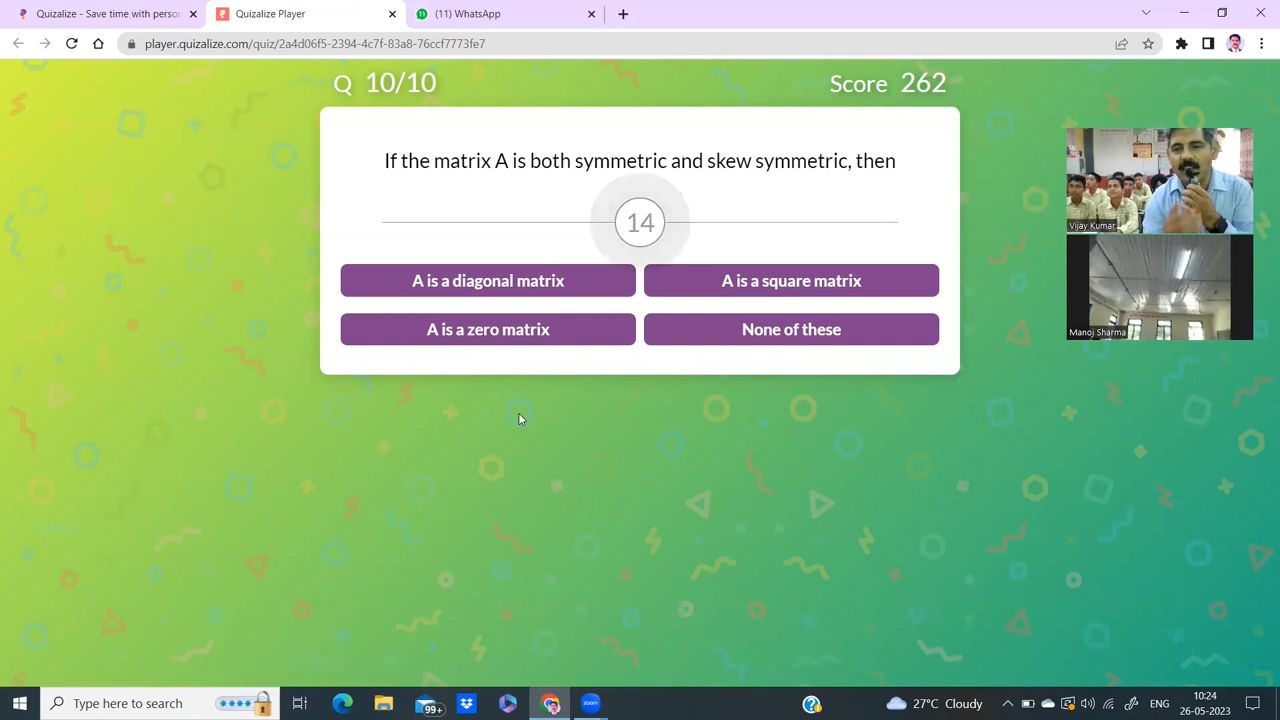 Quizalize - Save time with person
Quizalize Player
(11) WhatsApp
player.quizalize.com/quiz/2a4d06f5-2394-4c7f-83a8-76ccf7773fe7
Q 10/10
Score 262
If the matrix A is both symmetric and skew symmetric, then
14
A is a diagonal matrix
A is a square matrix
A is a zero matrix
None of these
Vijay Kumar
Manoj Sharma
Type here to search
99+
zoom
27°C Cloudy
ENG
10:24
26-05-2023